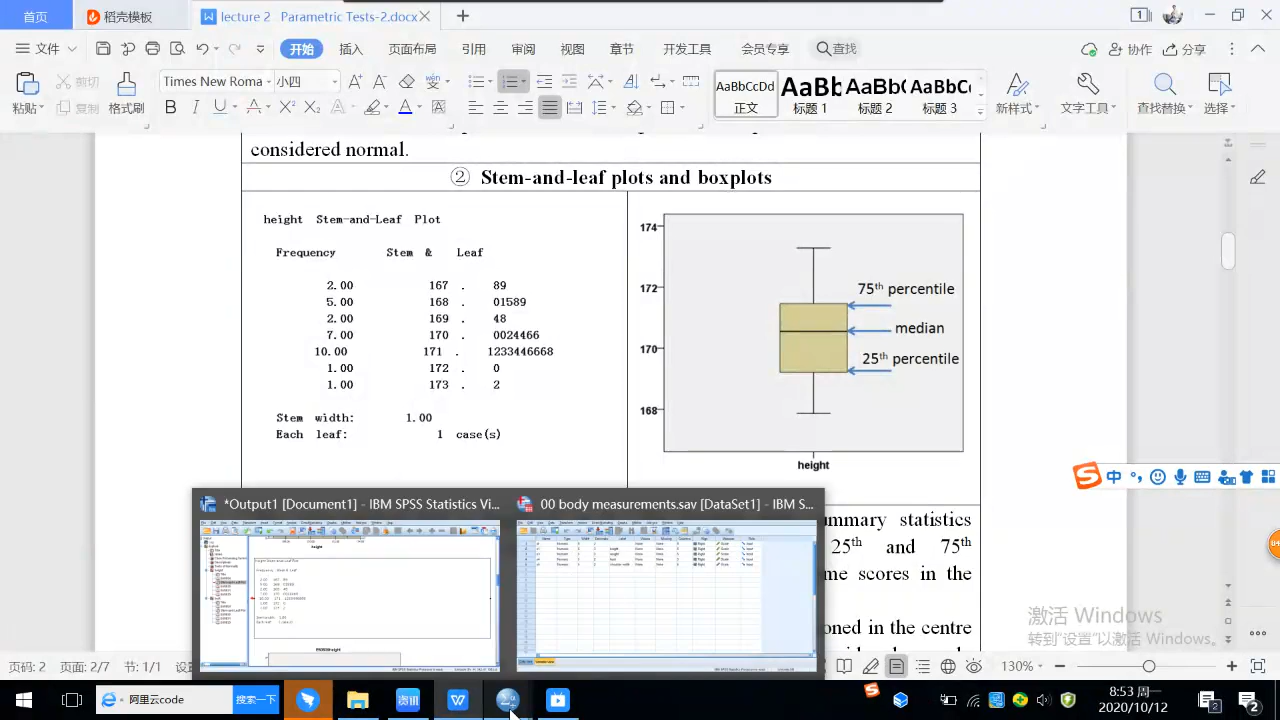 首页
稻壳模板
lecture 2 Parametric Tests-2.docx
1
文件
开始
插入
页面布局
引用
审阅
视图
章节
开发工具
会员专享
查找
协作
分享
粘贴
剪切
复制
格式刷
Times New Roma
小四
AaBbCcDd
正文
AaBb
标题 1
AaBb(
标题 2
AaBbC
标题 3
新样式
文字工具
查找替换
选择
considered normal.
② Stem-and-leaf plots and boxplots
height Stem-and-Leaf Plot
Frequency Stem & Leaf
2.00 167 . 89
5.00 168 . 01589
2.00 169 . 48
7.00 170 . 0024466
10.00 171 . 1233446668
1.00 172 . 0
1.00 173 . 2
Stem width: 1.00
Each leaf: 1 case(s)
174
172
170
168
75th percentile
median
25th percentile
height
*Output1 [Document1] - IBM SPSS Statistics Vi...
00 body measurements.sav [DataSet1] - IBM S...
ummary statistics
25th and 75th
me scores in the
oned in the centre
中
激活 Windows
转到"设置"以激活 Windows。
页码: 2
页面: 2/7
节: 1/1
130%
阿里云code
搜索一下
8:53 周一
2020/10/12
2
2